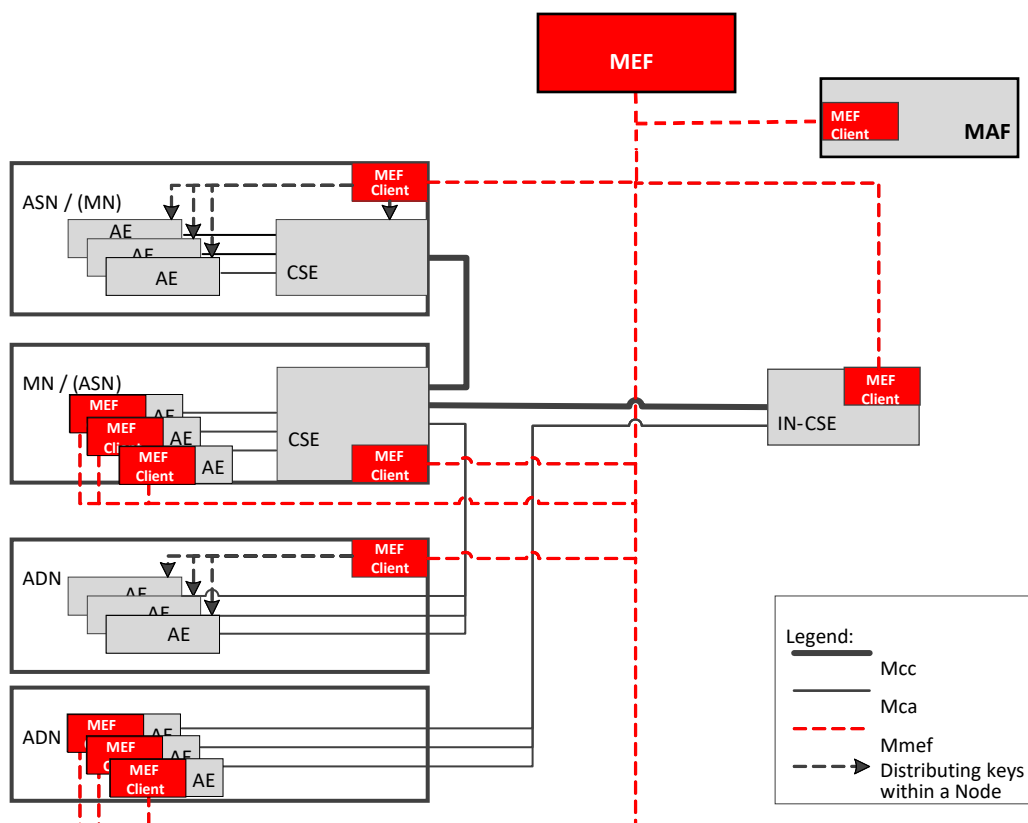 MEF
MEF
Client
MAF
MEF
Client
ASN / (MN)
AE
AE
AE
CSE
MN / (ASN)
MEF
AE
MEF
Client
AE
MEF
Client
AE
CSE
MEF
Client
MEF
Client
IN-CSE
MEF
Client
ADN
AE
AE
AE
ADN
MEF
AE
MEF
AE
MEF
Client
AE
Legend:
Mcc
Mca
Mmef
Distributing keys
within a Node